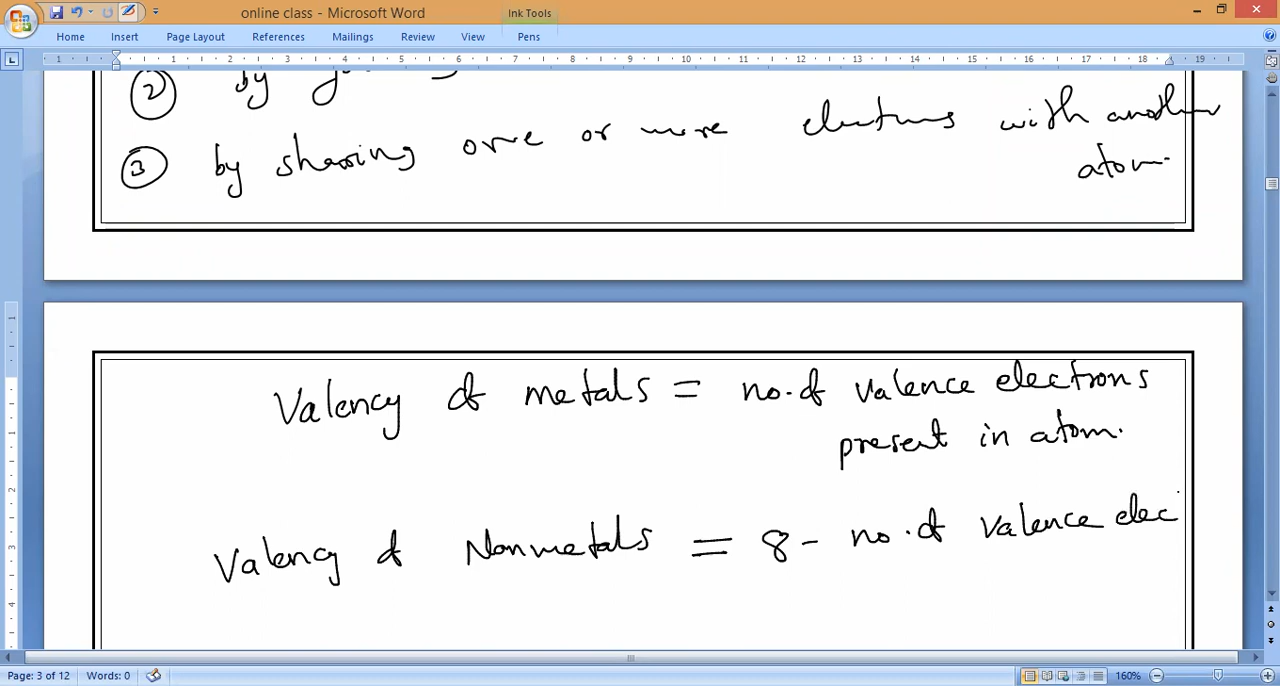 online class - Microsoft Word
Ink Tools
Home Insert Page Layout References Mailings Review View Pens
② by
③ by sharing one or more electrons with another
atom.
Valency of metals = no. of valence electrons
present in atom.
Valency of Nonmetals = 8 - no. of valence elec
Page: 3 of 12 Words: 0 160%